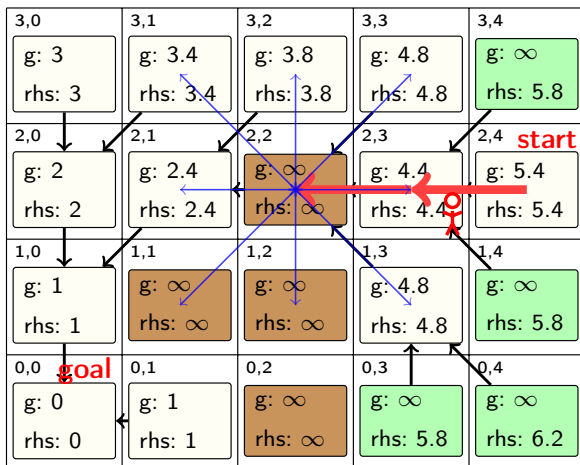 3,0 3,1 3,2 3,3 3,4
g: 3 g: 3.4 g: 3.8 g: 4.8 g: ∞
rhs: 3 rhs: 3.4 rhs: 3.8 rhs: 4.8 rhs: 5.8
2,0 2,1 2,2 2,3 2,4
start
g: 2 g: 2.4 g: ∞ g: 4.4 g: 5.4
rhs: 2 rhs: 2.4 rhs: ∞ rhs: 4.4 rhs: 5.4
1,0 1,1 1,2 1,3 1,4
g: 1 g: ∞ g: ∞ g: 4.8 g: ∞
rhs: 1 rhs: ∞ rhs: ∞ rhs: 4.8 rhs: 5.8
0,0 0,1 0,2 0,3 0,4
goal
g: 0 g: 1 g: ∞ g: ∞ g: ∞
rhs: 0 rhs: 1 rhs: ∞ rhs: 5.8 rhs: 6.2